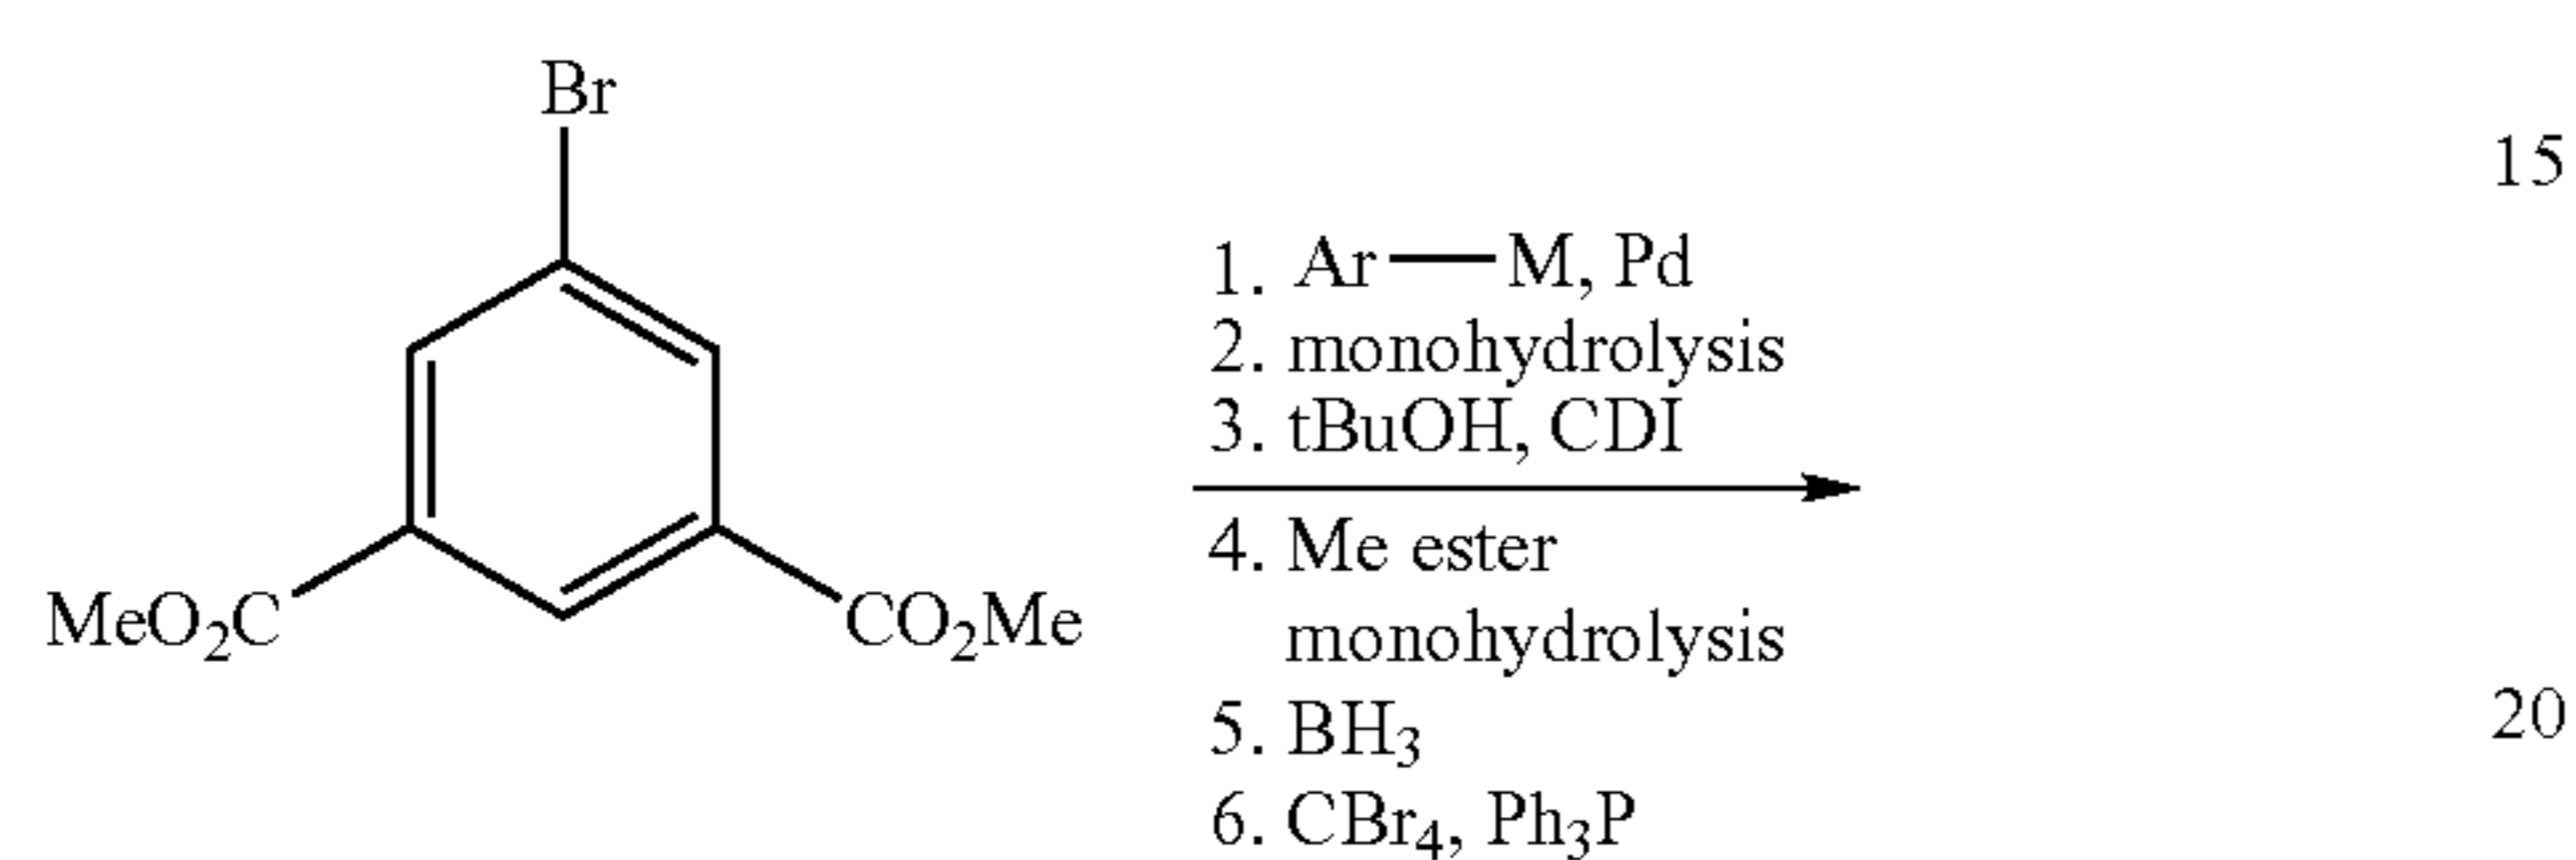 Br
15
1. Ar—M, Pd
2. monohydrolysis
3. tBuOH, CDI
4. Me ester
monohydrolysis
MeO₂C
CO₂Me
5. BH₃
20
6. CBr₄, Ph₃P